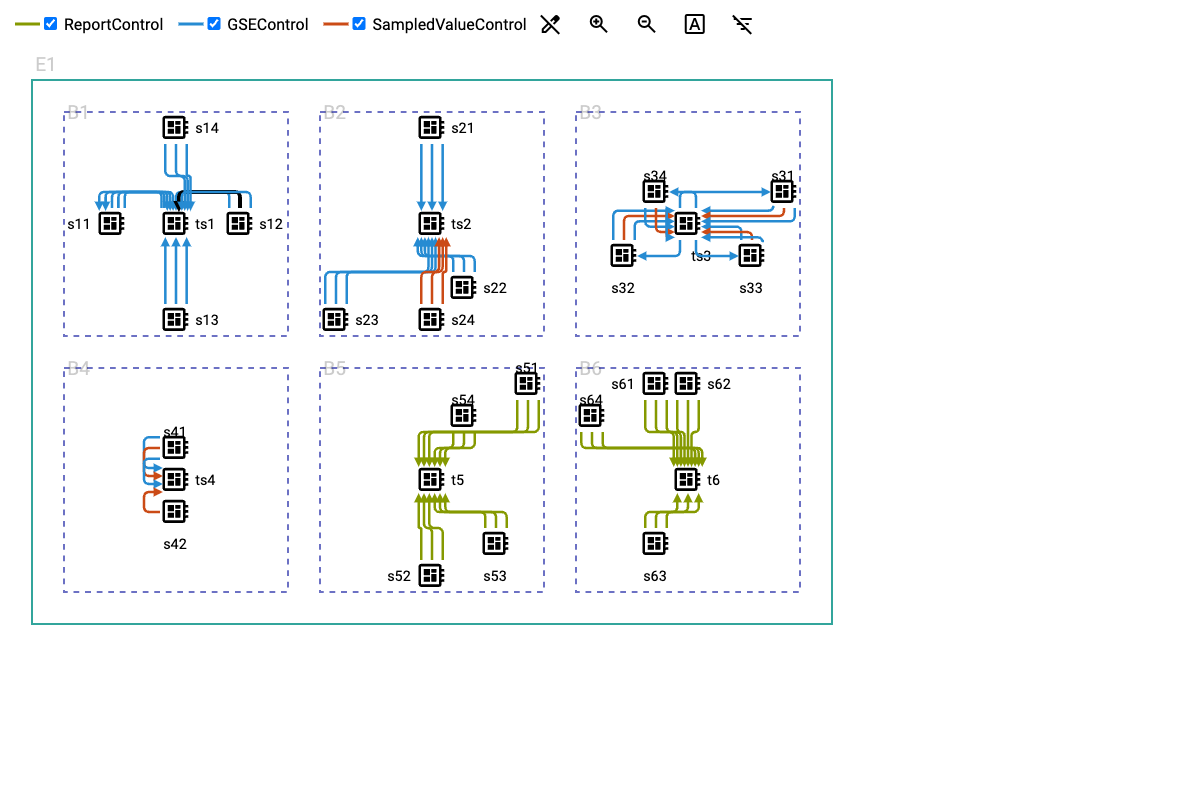 ReportControl GSEControl SampledValueControl A
E1
B1 B2 B3
s14 s21
s34 s31
s11 ts1 s12 ts2
ts3
s32 s33
s22
s13 s23 s24
B4 B5 B6
s51
s61 s62
s54 s64
s41
ts4 t5 t6
s42
s52 s53 s63